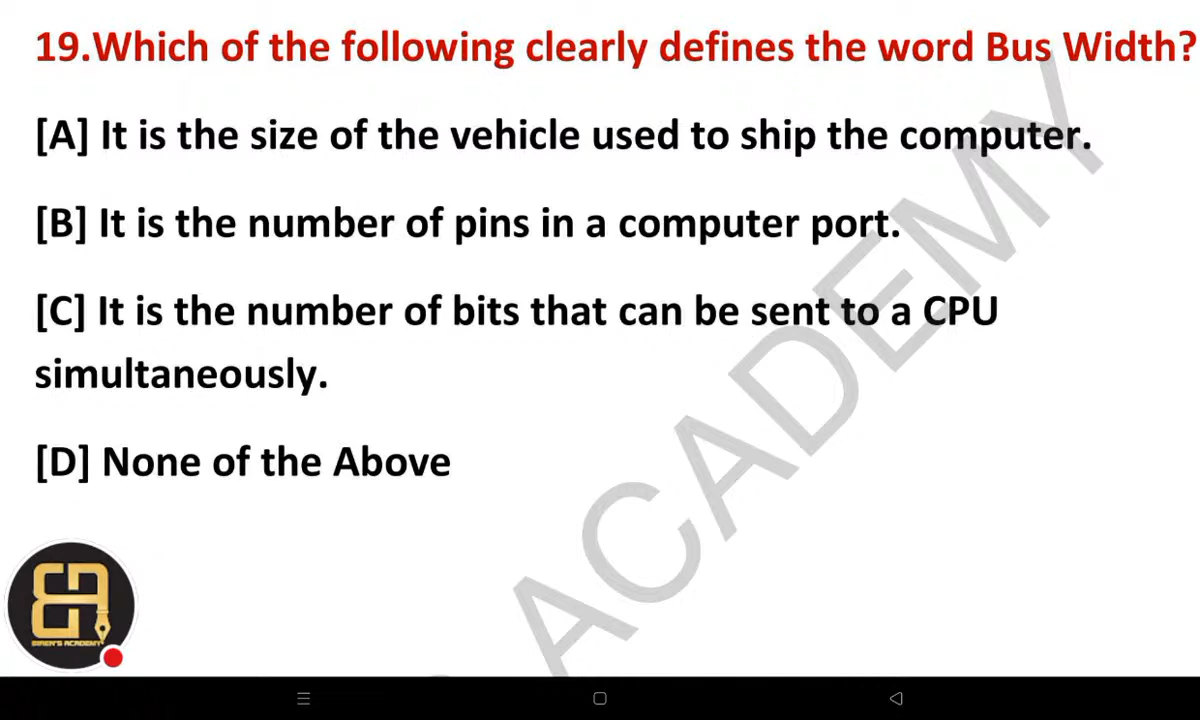 19.Which of the following clearly defines the word Bus Width?
[A] It is the size of the vehicle used to ship the computer.
[B] It is the number of pins in a computer port.
[C] It is the number of bits that can be sent to a CPU
simultaneously.
[D] None of the Above
ACADEMY